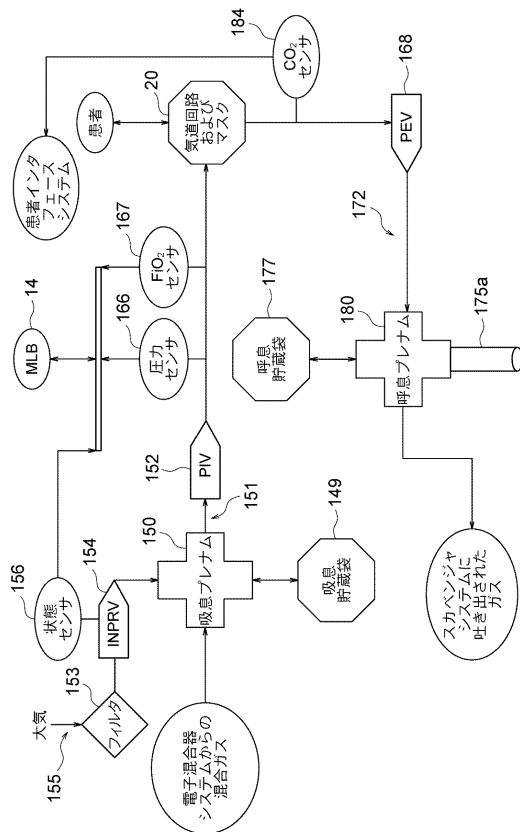 大気
155
フィルタ
153
状態
センサ
156
INPRV
154
電子混合器
システムからの
混合ガス
吸息プレナム
150
151
吸息
貯蔵袋
149
PIV
152
MLB
14
圧力
センサ
166
FiO₂
センサ
167
患者インタ
フェース
システム
患者
気道回路
および
マスク
20
CO₂
センサ
184
PEV
168
172
呼息
貯蔵袋
177
呼息プレナム
180
175a
スカベンジャ
システムに
吐き出された
ガス